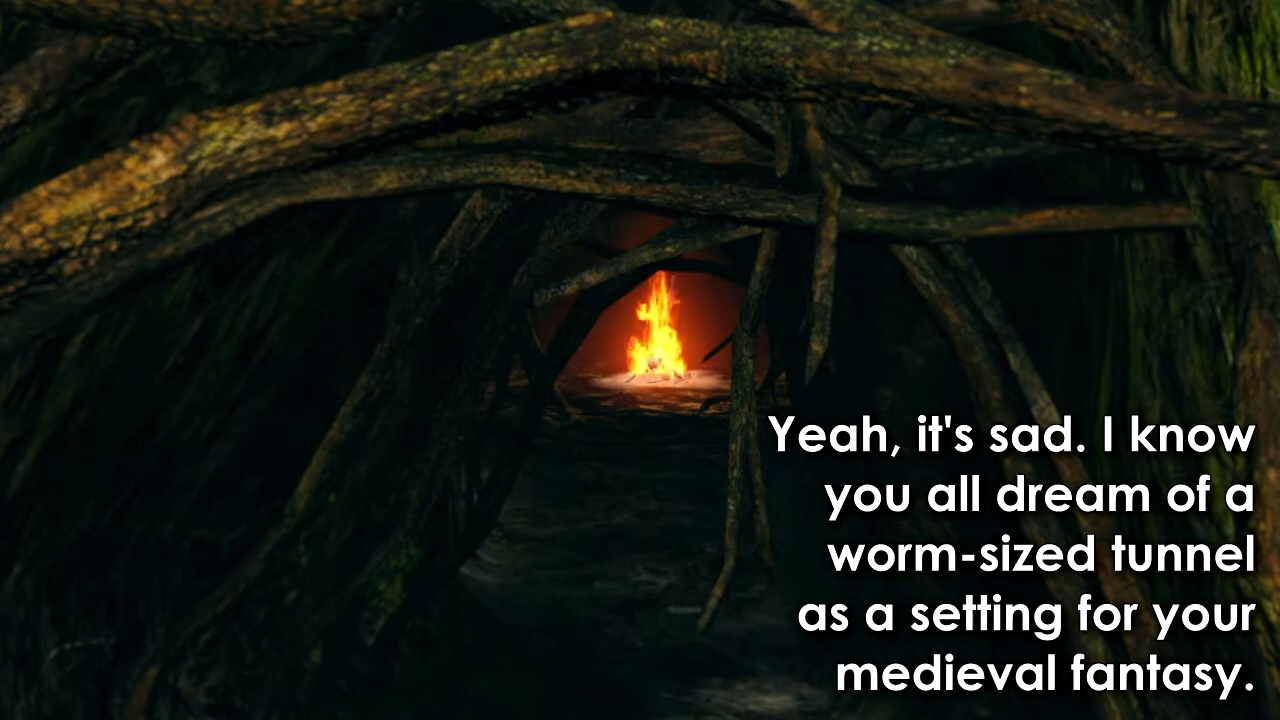 Yeah, it's sad. I know
you all dream of a
worm-sized tunnel
as a setting for your
medieval fantasy.